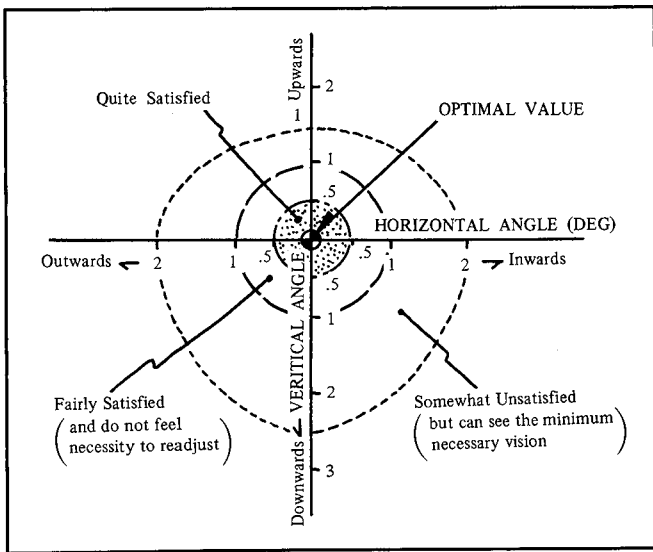 Upwards
2
1
Quite Satisfied
OPTIMAL VALUE
1
.5
HORIZONTAL ANGLE (DEG)
Outwards
2
1
.5
.5
1
2
Inwards
.5
1
VERITICAL ANGLE
2
Downwards
3
Fairly Satisfied
(and do not feel
necessity to readjust)
Somewhat Unsatisfied
(but can see the minimum
necessary vision)